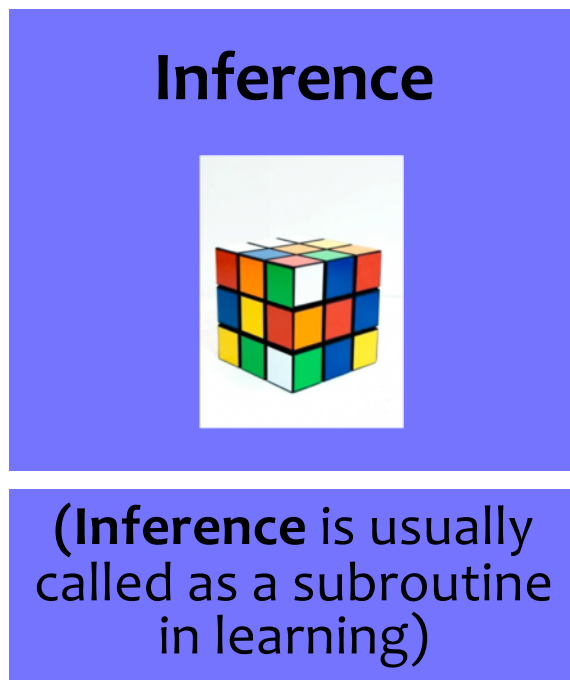 Inference
(Inference is usually
called as a subroutine
in learning)